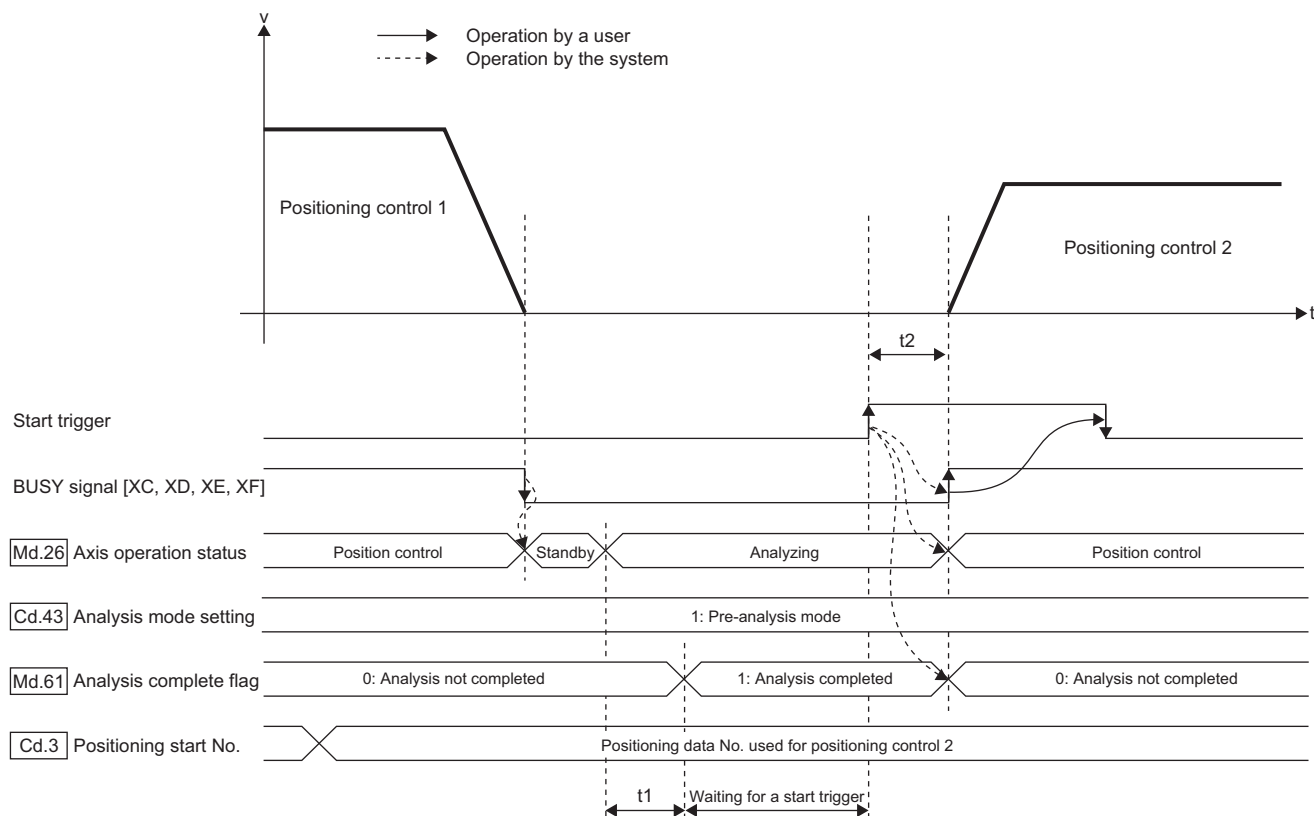 v
Operation by a user
Operation by the system
Positioning control 1
Positioning control 2
t
t2
Start trigger
BUSY signal [XC, XD, XE, XF]
Md.26 Axis operation status
Position control
Standby
Analyzing
Position control
Cd.43 Analysis mode setting
1: Pre-analysis mode
Md.61 Analysis complete flag
0: Analysis not completed
1: Analysis completed
0: Analysis not completed
Cd.3 Positioning start No.
Positioning data No. used for positioning control 2
t1
Waiting for a start trigger